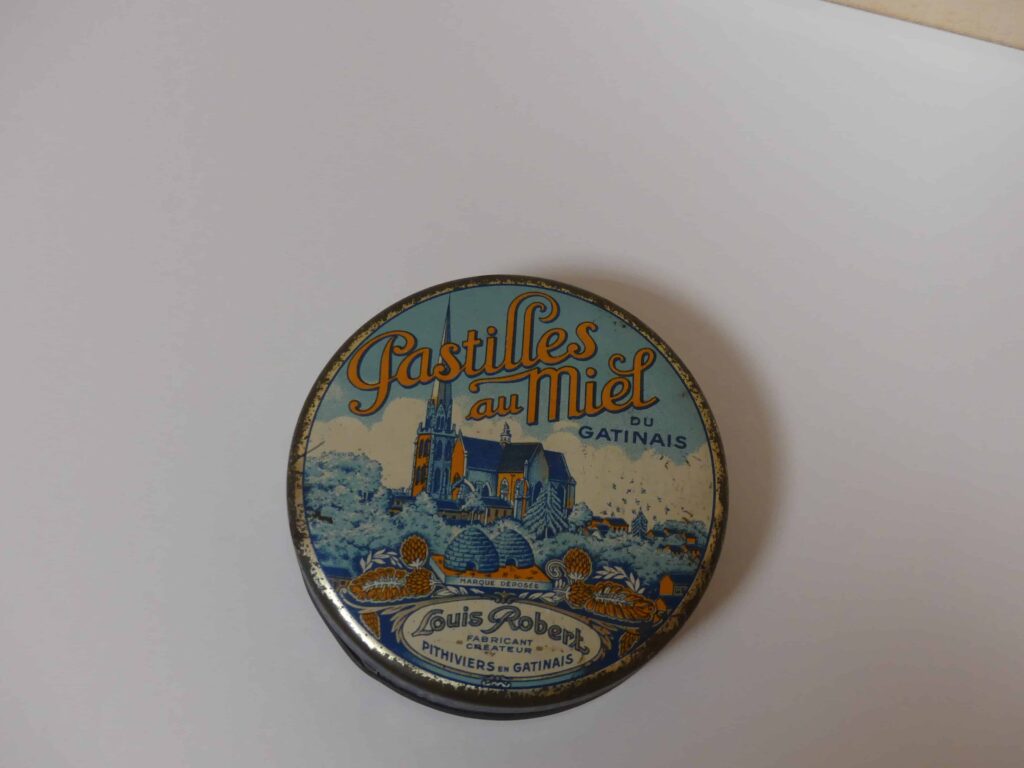 Pastilles
au Miel
DU
GATINAIS
MARQUE DÉPOSÉE
Louis Robert
FABRICANT
CRÉATEUR
PITHIVIERS EN GATINAIS